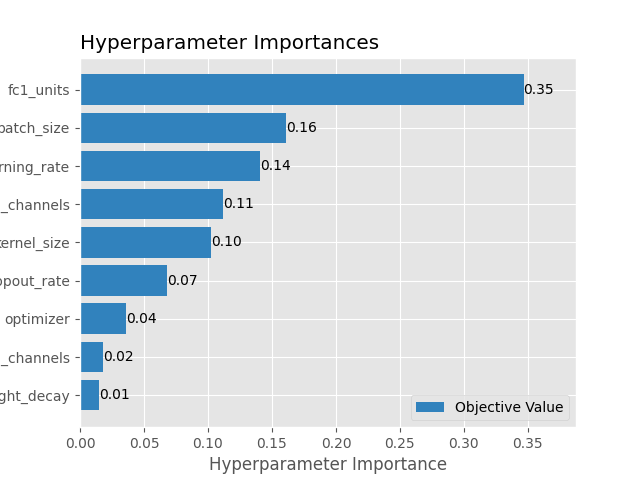 Hyperparameter Importances
fc1_units
batch_size
rning_rate
_channels
kernel_size
opout_rate
optimizer
_channels
ght_decay
0.35
0.16
0.14
0.11
0.10
0.07
0.04
0.02
0.01
Objective Value
0.00 0.05 0.10 0.15 0.20 0.25 0.30 0.35
Hyperparameter Importance